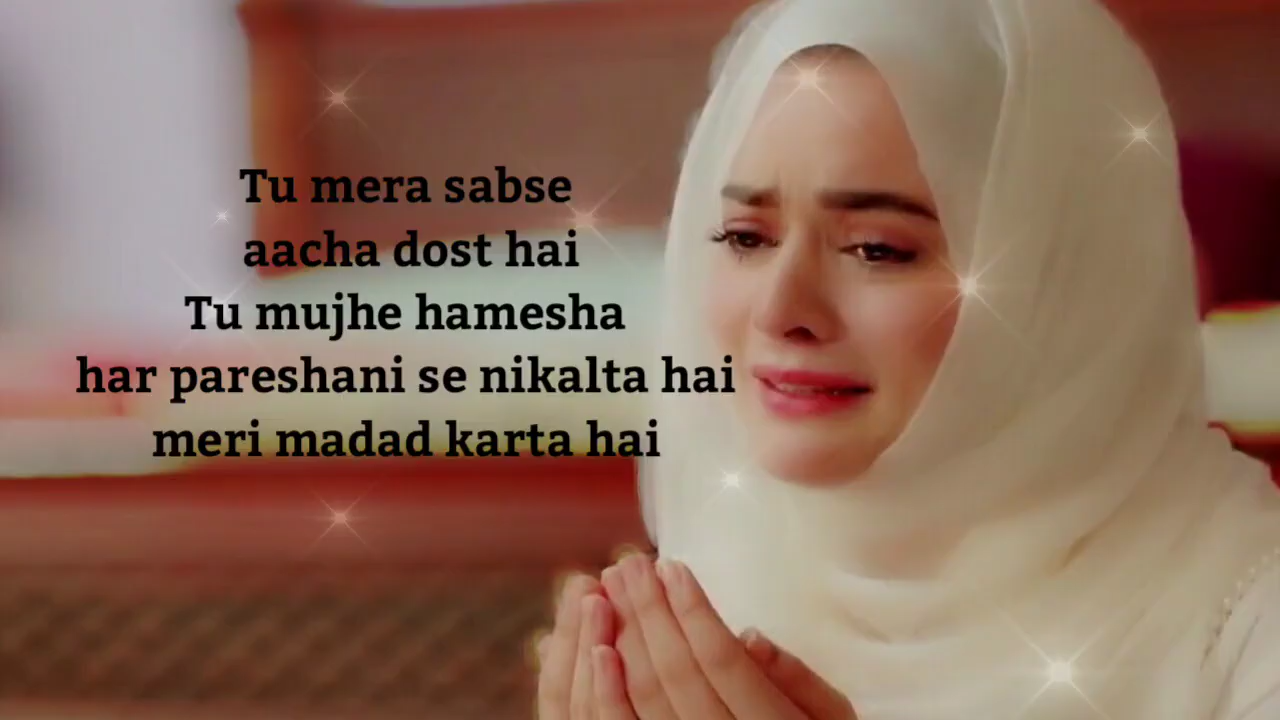 Tu mera sabse
aacha dost hai
Tu mujhe hamesha
har pareshani se nikalta hai
meri madad karta hai